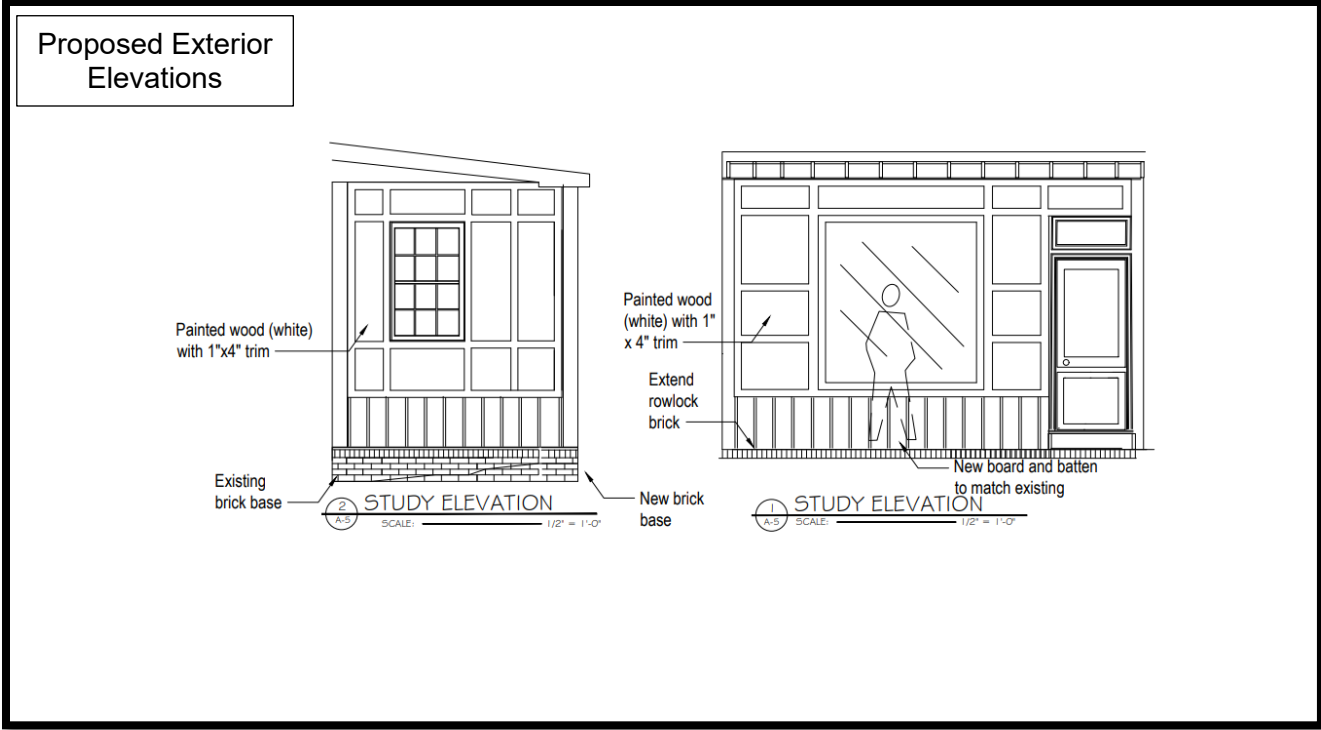 Proposed Exterior
Elevations
Painted wood (white)
with 1"x4" trim
Existing
brick base
2
A-5
STUDY ELEVATION
SCALE:
1/2" = 1'-0"
New brick
base
Painted wood
(white) with 1"
x 4" trim
Extend
rowlock
brick
New board and batten
to match existing
1
A-5
STUDY ELEVATION
SCALE:
1/2" = 1'-0"